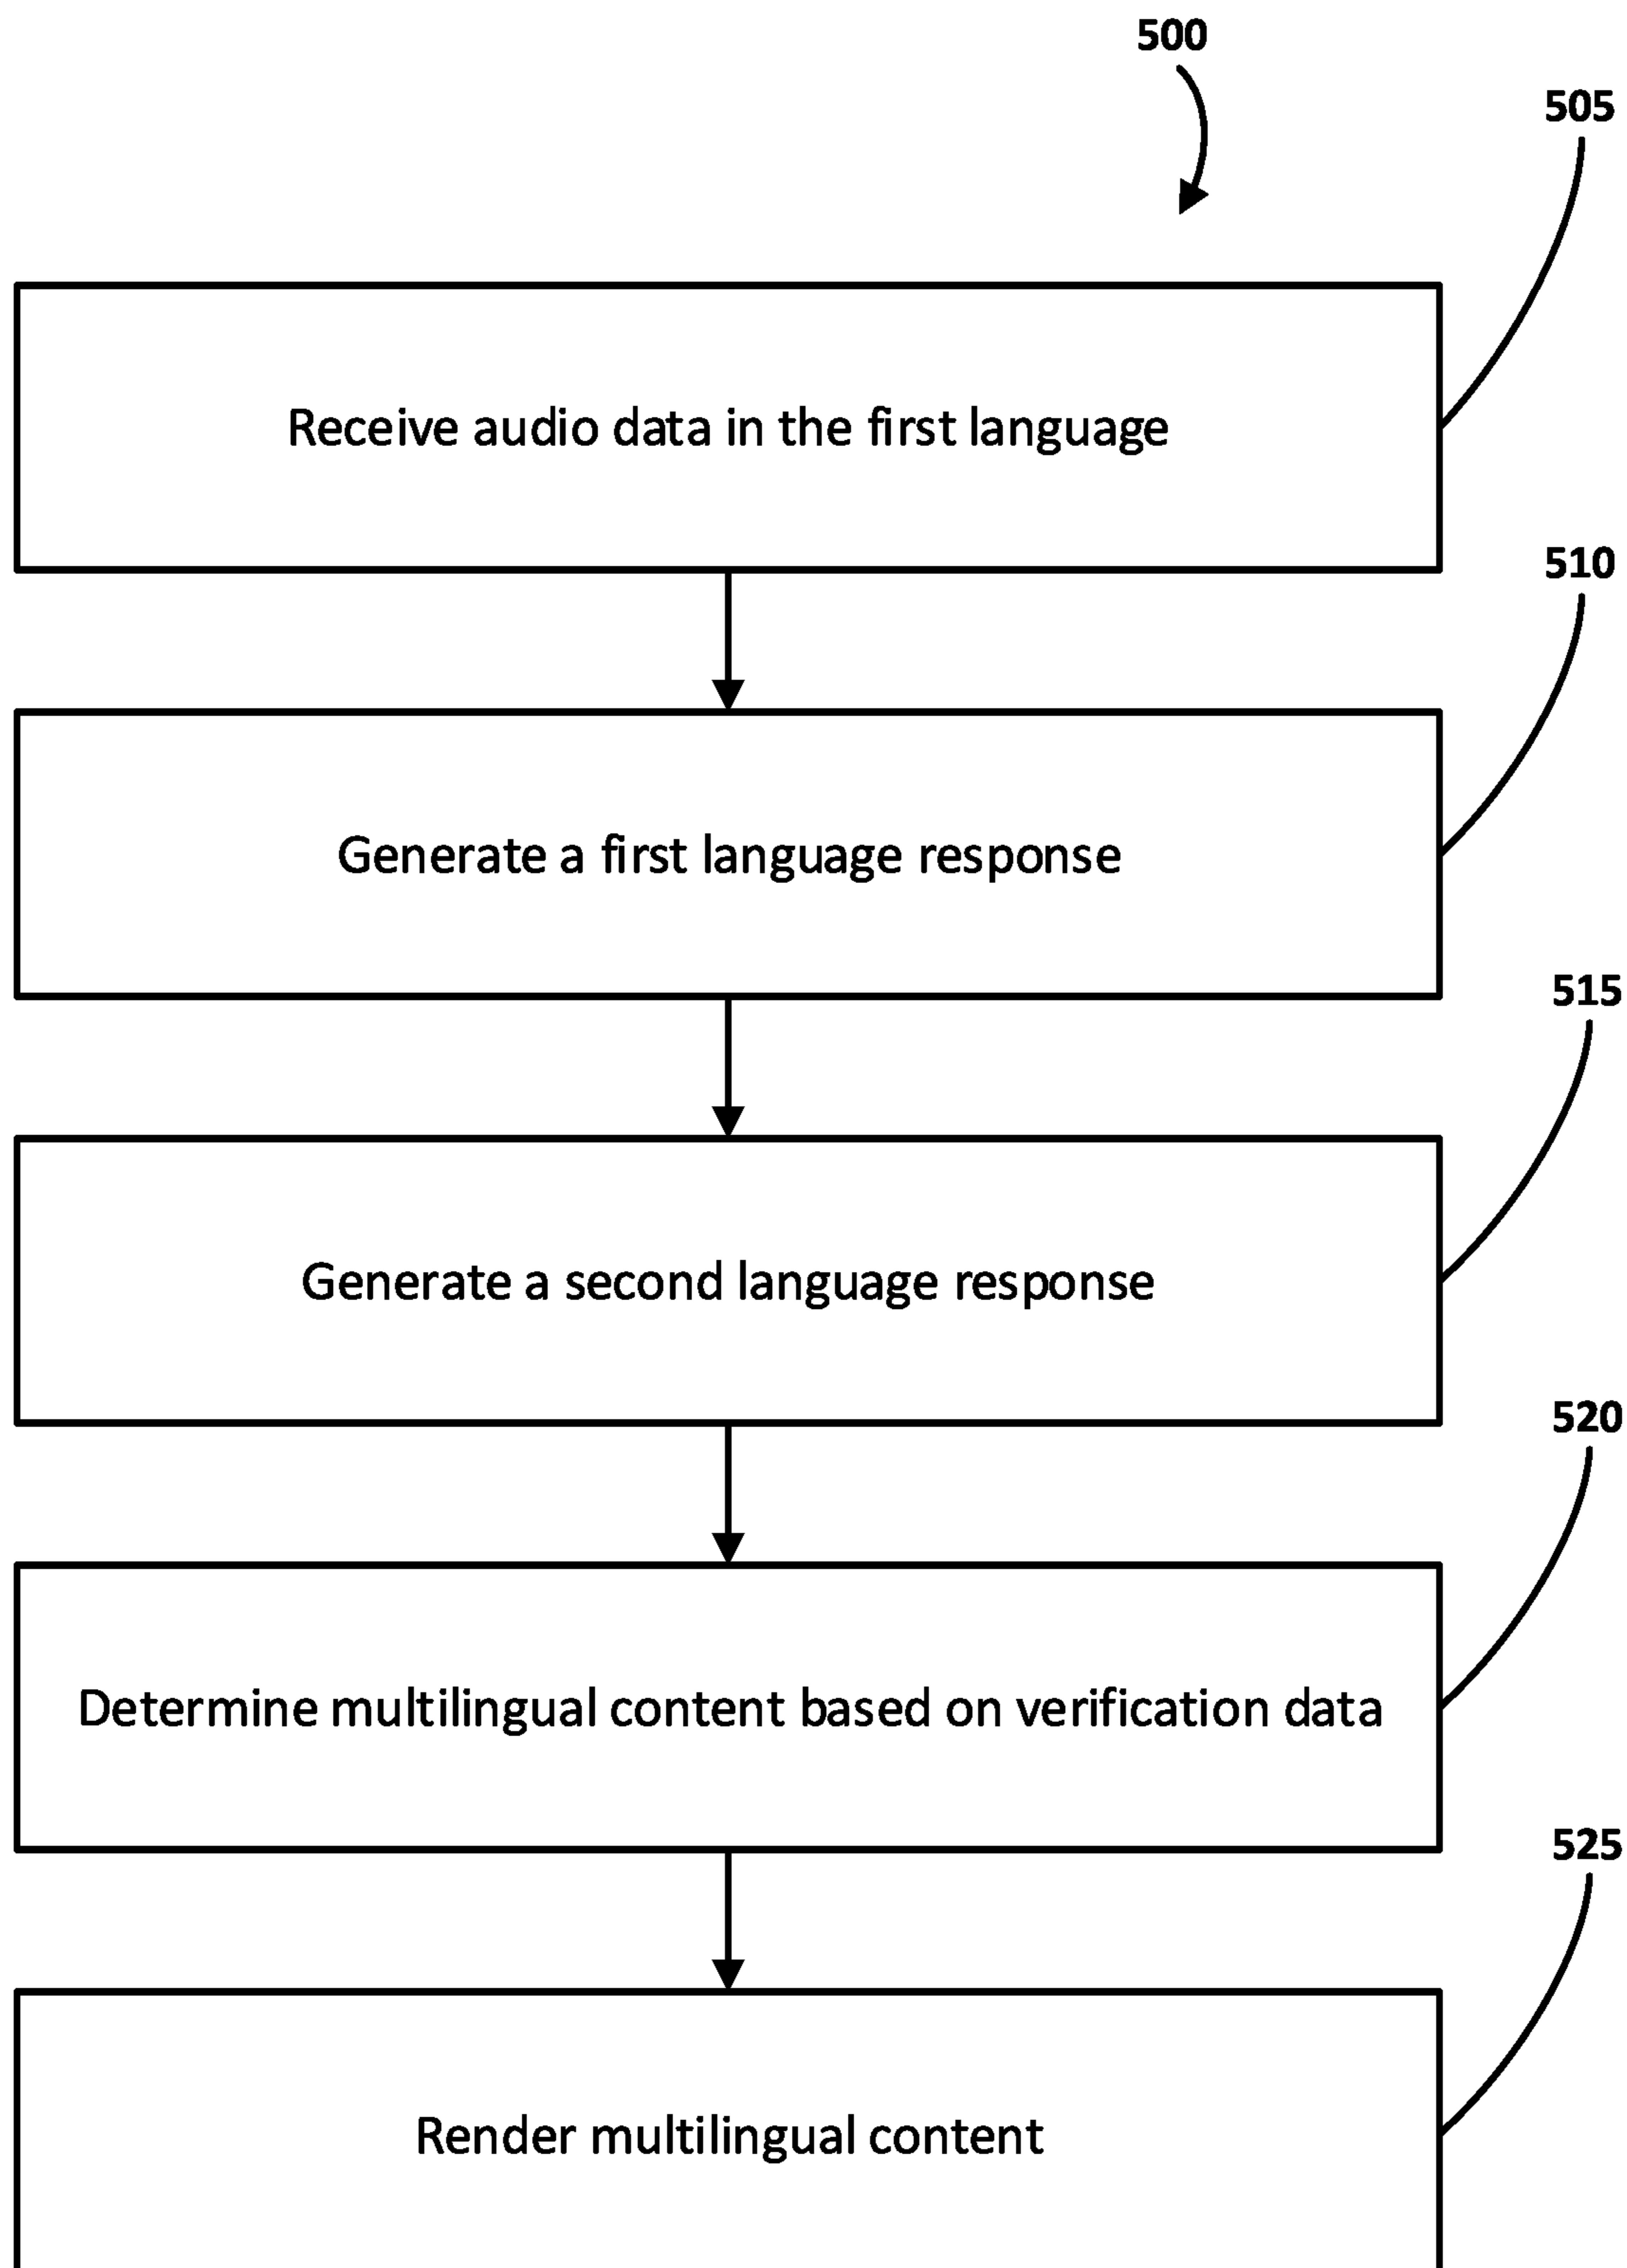 500
505
Receive audio data in the first language
510
Generate a first language response
515
Generate a second language response
520
Determine multilingual content based on verification data
525
Render multilingual content